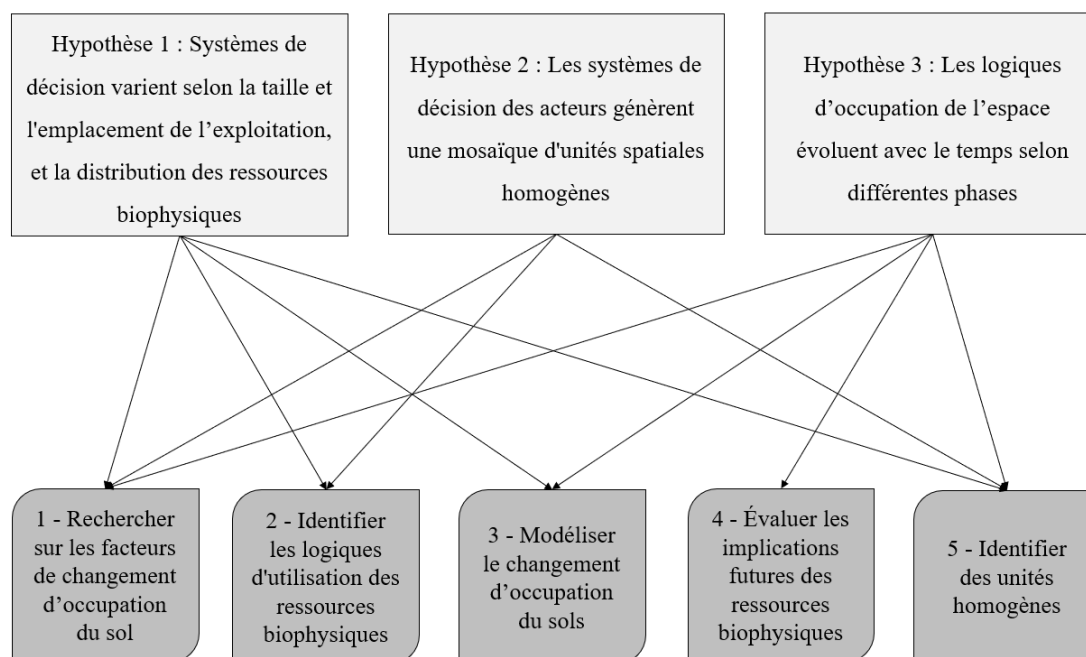 Hypothèse 1 : Systèmes de
décision varient selon la taille et
l'emplacement de l’exploitation,
et la distribution des ressources
biophysiques
Hypothèse 2 : Les systèmes de
décision des acteurs génèrent
une mosaïque d'unités spatiales
homogènes
Hypothèse 3 : Les logiques
d’occupation de l’espace
évoluent avec le temps selon
différentes phases
1 - Rechercher
sur les facteurs
de changement
d’occupation
du sol
2 - Identifier
les logiques
d'utilisation des
ressources
biophysiques
3 - Modéliser
le changement
d’occupation
du sols
4 - Évaluer les
implications
futures des
ressources
biophysiques
5 - Identifier
des unités
homogènes